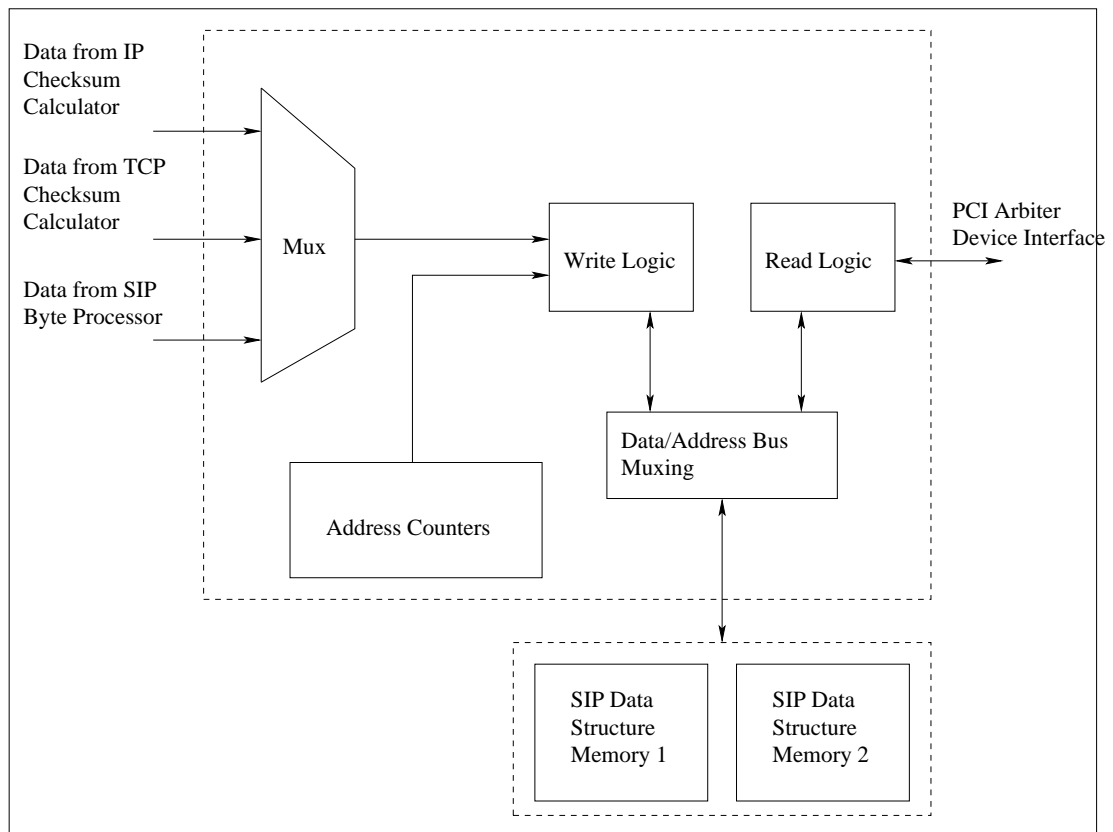 Data from IP
Checksum
Calculator
Data from TCP
Checksum
Calculator
Data from SIP
Byte Processor
Mux
Write Logic
Read Logic
PCI Arbiter
Device Interface
Data/Address Bus
Muxing
Address Counters
SIP Data
Structure
Memory 1
SIP Data
Structure
Memory 2